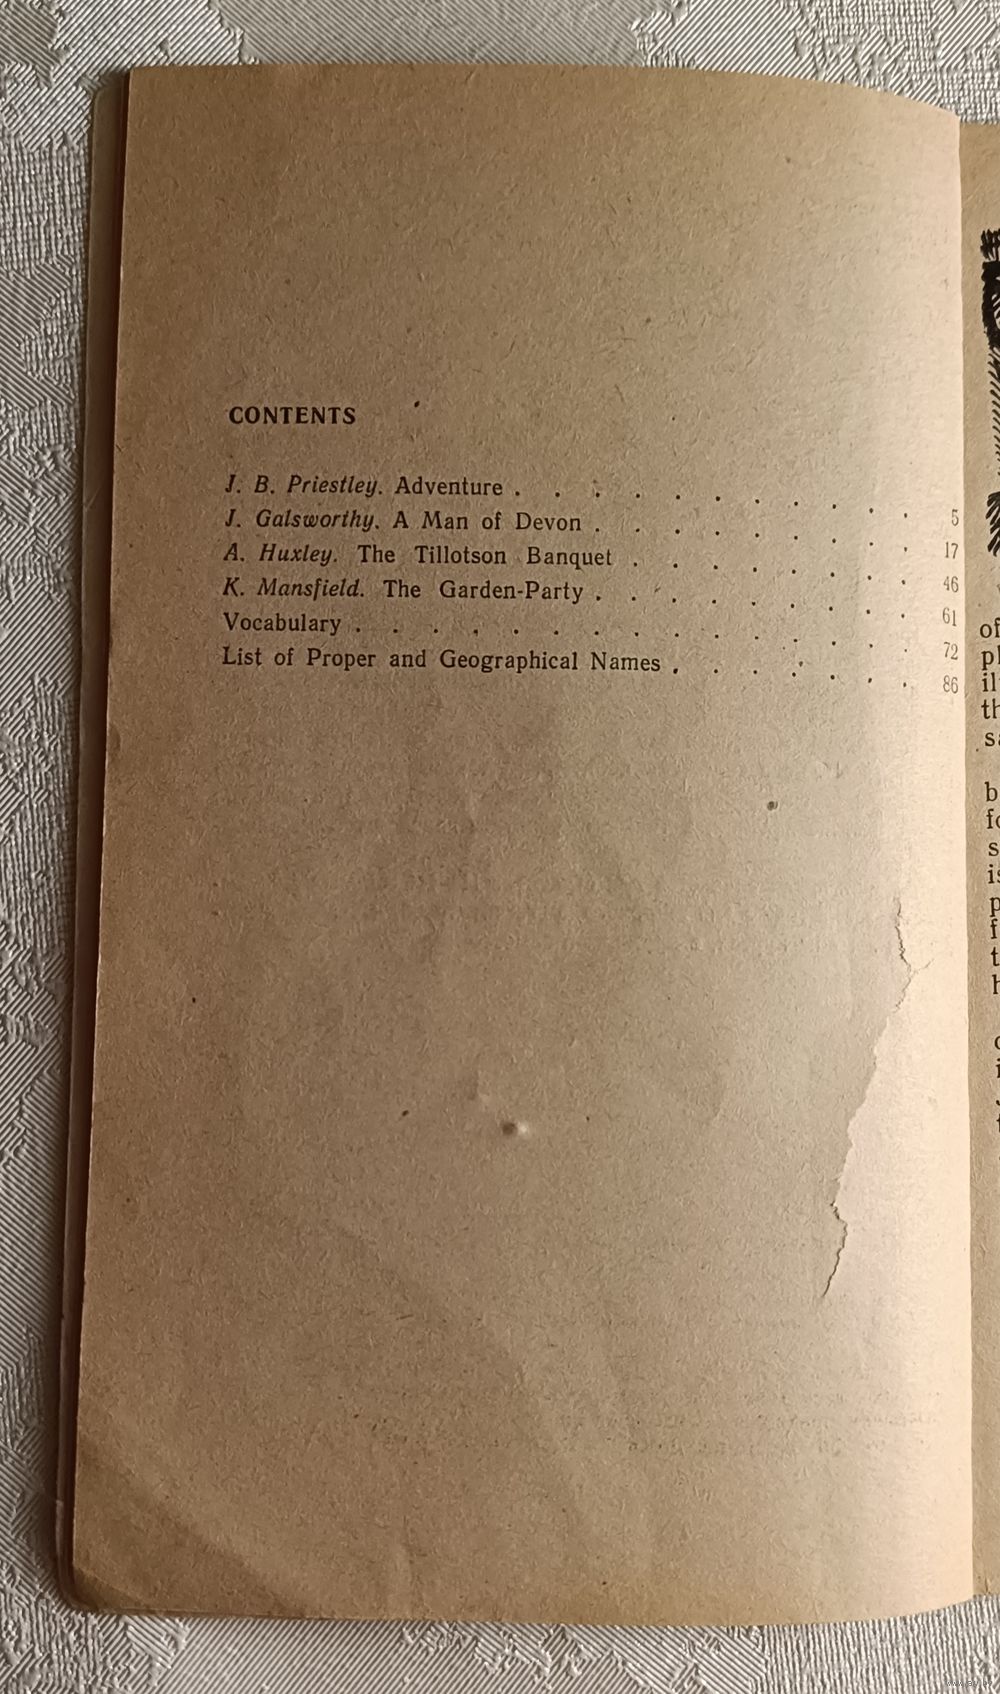 CONTENTS
J. B. Priestley. Adventure . . . . . . . . . . . 5
J. Galsworthy. A Man of Devon . . . . . . . . . 17
A. Huxley. The Tillotson Banquet . . . . . . . . 46
K. Mansfield. The Garden-Party . . . . . . . . . 61
Vocabulary . . . . . . . . . . . . . . . 72
List of Proper and Geographical Names . . . . . . . 86
of